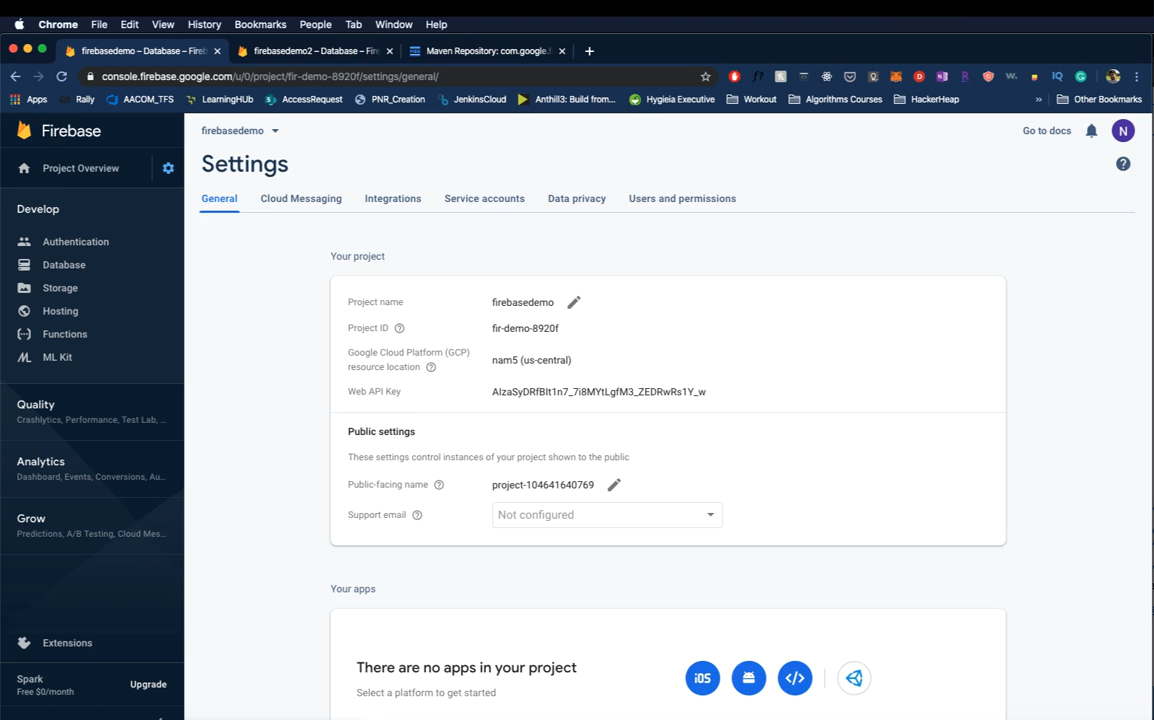 Chrome File Edit View History Bookmarks People Tab Window Help
firebasedemo – Database – Fireb firebasedemo2 – Database – Fire Maven Repository: com.google.f
console.firebase.google.com/u/0/project/fir-demo-8920f/settings/general/
Apps Rally AACOM_TFS LearningHUb AccessRequest PNR_Creation JenkinsCloud Anthill3: Build from... Hygieia Executive Workout Algorithms Courses HackerHeap » Other Bookmarks
Firebase
firebasedemo
Go to docs
N
Project Overview
Settings
General Cloud Messaging Integrations Service accounts Data privacy Users and permissions
Develop
Authentication
Database
Storage
Hosting
Functions
ML Kit
Quality
Crashlytics, Performance, Test Lab, ...
Analytics
Dashboard, Events, Conversions, Au...
Grow
Predictions, A/B Testing, Cloud Mes...
Extensions
Spark
Free $0/month
Upgrade
Your project
Project name firebasedemo
Project ID fir-demo-8920f
Google Cloud Platform (GCP)
resource location nam5 (us-central)
Web API Key AIzaSyDRfBIt1n7_7i8MYtLgfM3_ZEDRwRs1Y_w
Public settings
These settings control instances of your project shown to the public
Public-facing name project-104641640769
Support email Not configured
Your apps
There are no apps in your project
Select a platform to get started
iOS